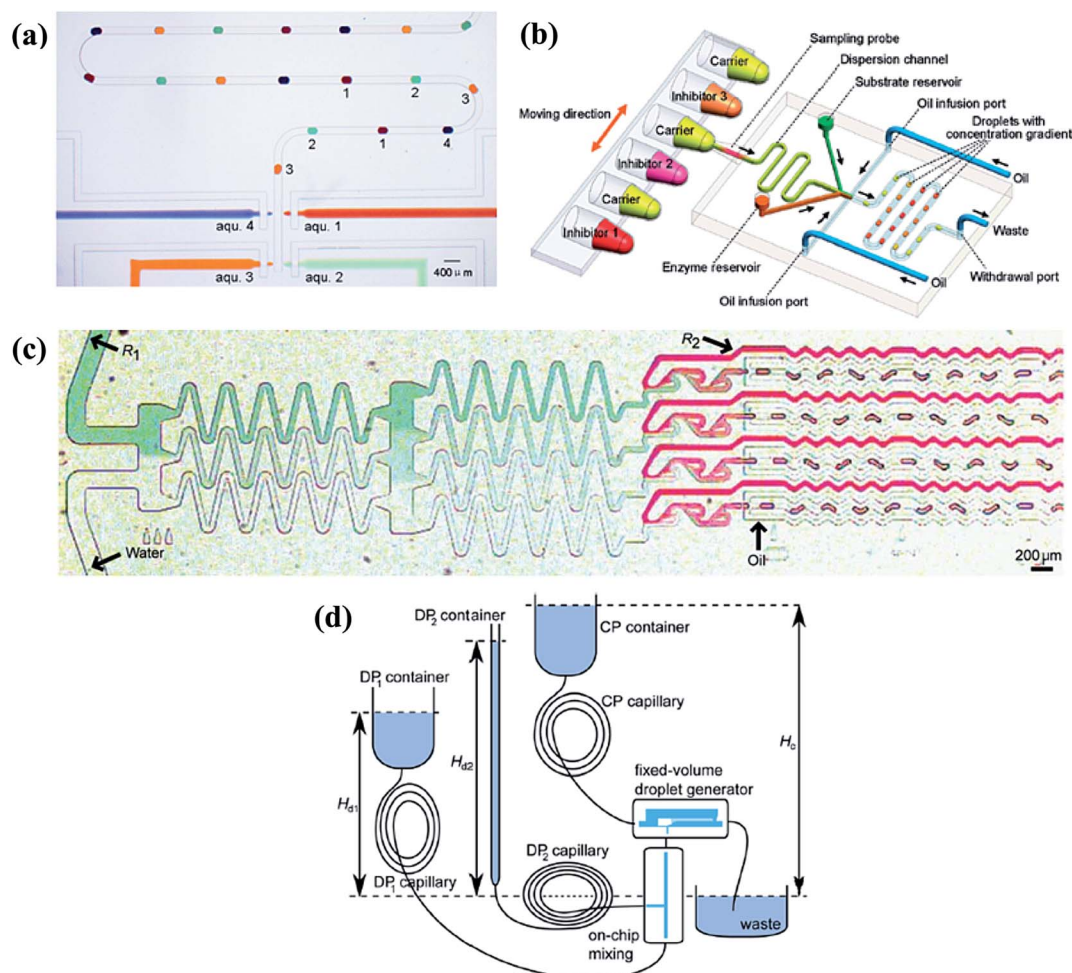 (a)
1
2
3
2
1
4
3
aqu. 4
aqu. 1
aqu. 3
aqu. 2
400 μm
(b)
Sampling probe
Dispersion channel
Substrate reservoir
Oil infusion port
Droplets with
concentration gradient
Carrier
Inhibitor 3
Moving direction
Carrier
Inhibitor 2
Carrier
Inhibitor 1
Oil
Waste
Enzyme reservoir
Withdrawal port
Oil
Oil infusion port
(c)
R1
R2
Water
Oil
200 μm
(d)
DP2 container
CP container
DP1 container
CP capillary
Hc
Hd2
Hd1
fixed-volume
droplet generator
DP2 capillary
DP1 capillary
on-chip
mixing
waste